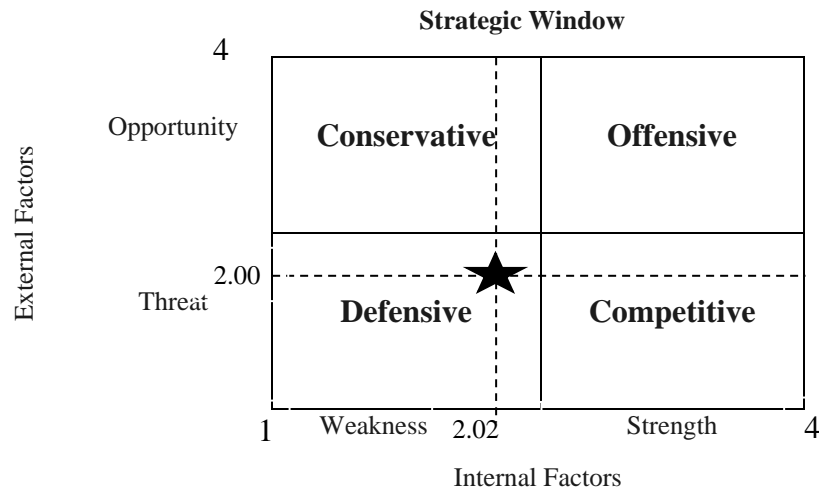 Strategic Window
4
Opportunity
Conservative
Offensive
External Factors
2.00
Threat
Defensive
Competitive
1
Weakness
2.02
Strength
4
Internal Factors